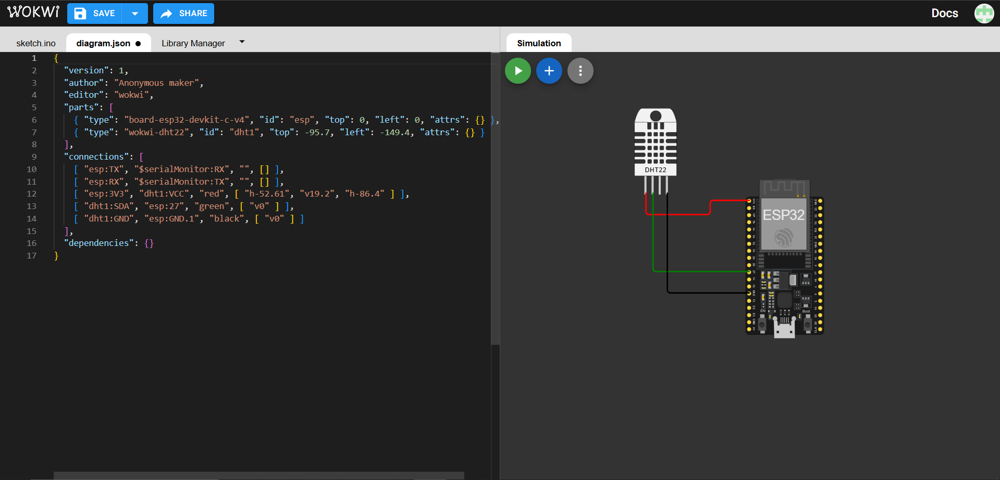 WOKWi SAVE SHARE Docs
sketch.ino diagram.json Library Manager Simulation
1 {
2 "version": 1,
3 "author": "Anonymous maker",
4 "editor": "wokwi",
5 "parts": [
6 { "type": "board-esp32-devkit-c-v4", "id": "esp", "top": 0, "left": 0, "attrs": {} },
7 { "type": "wokwi-dht22", "id": "dht1", "top": -95.7, "left": -149.4, "attrs": {} }
8 ],
9 "connections": [
10 [ "esp:TX", "$serialMonitor:RX", "", [] ],
11 [ "esp:RX", "$serialMonitor:TX", "", [] ],
12 [ "esp:3V3", "dht1:VCC", "red", [ "h-52.61", "v19.2", "h-86.4" ] ],
13 [ "dht1:SDA", "esp:27", "green", [ "v0" ] ],
14 [ "dht1:GND", "esp:GND.1", "black", [ "v0" ] ]
15 ],
16 "dependencies": {}
17 }
DHT22
ESP32
EN
Boot